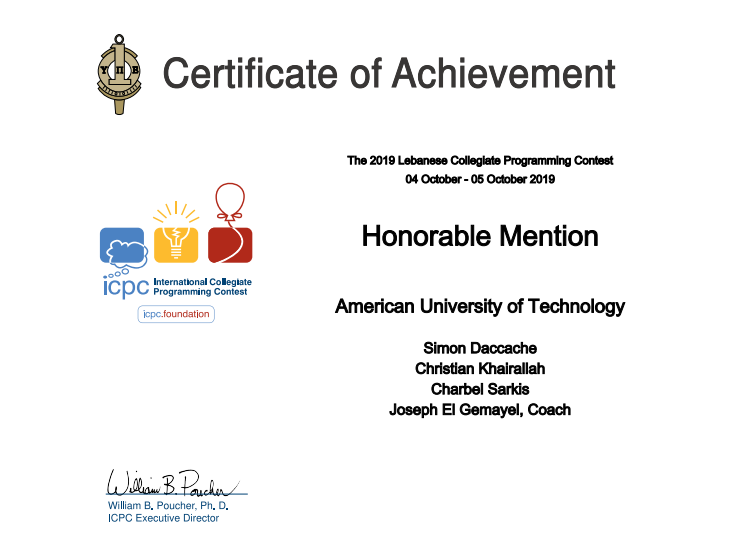 Certificate of Achievement
ΥΠΒ
The 2019 Lebanese Collegiate Programming Contest
04 October - 05 October 2019
Honorable Mention
icpc International Collegiate
Programming Contest
icpc.foundation
American University of Technology
Simon Daccache
Christian Khairallah
Charbel Sarkis
Joseph El Gemayel, Coach
William B. Poucher
William B. Poucher, Ph. D.
ICPC Executive Director